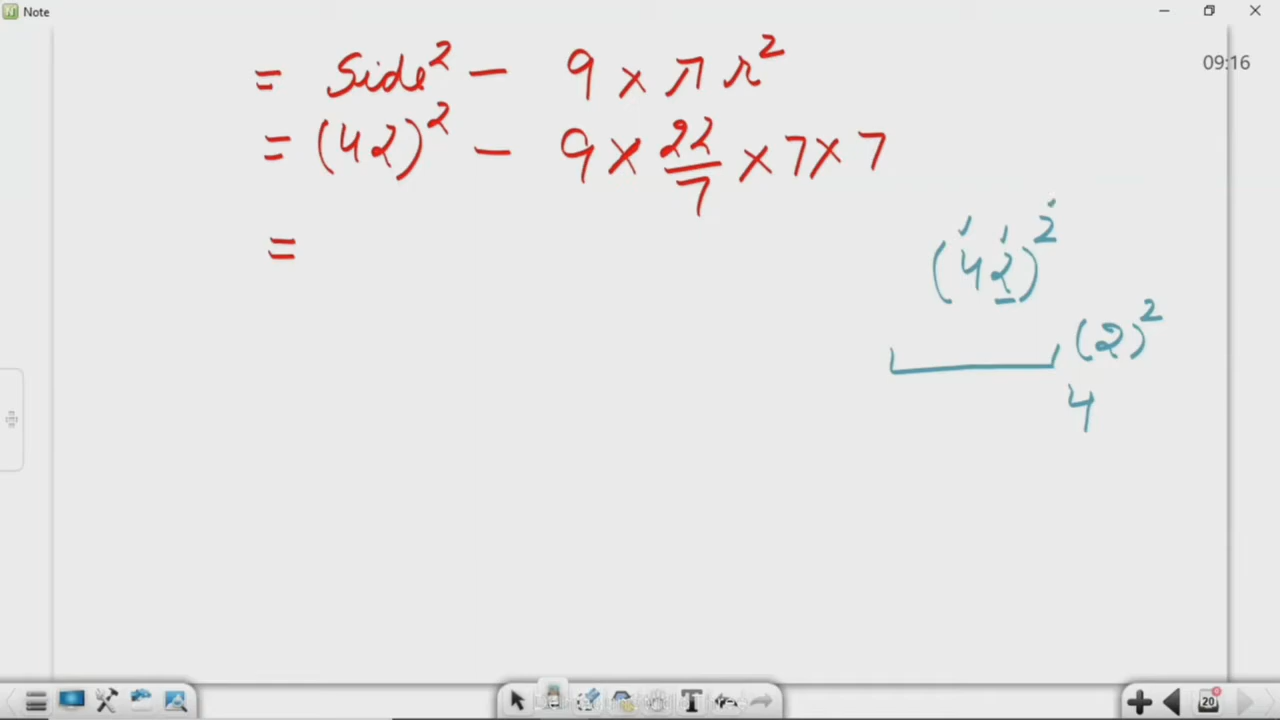 Note
09:16
= Side² - 9 × π r²
= (42)² - 9 × 22/7 × 7 × 7
=
(42)²
(2)²
4
T
20